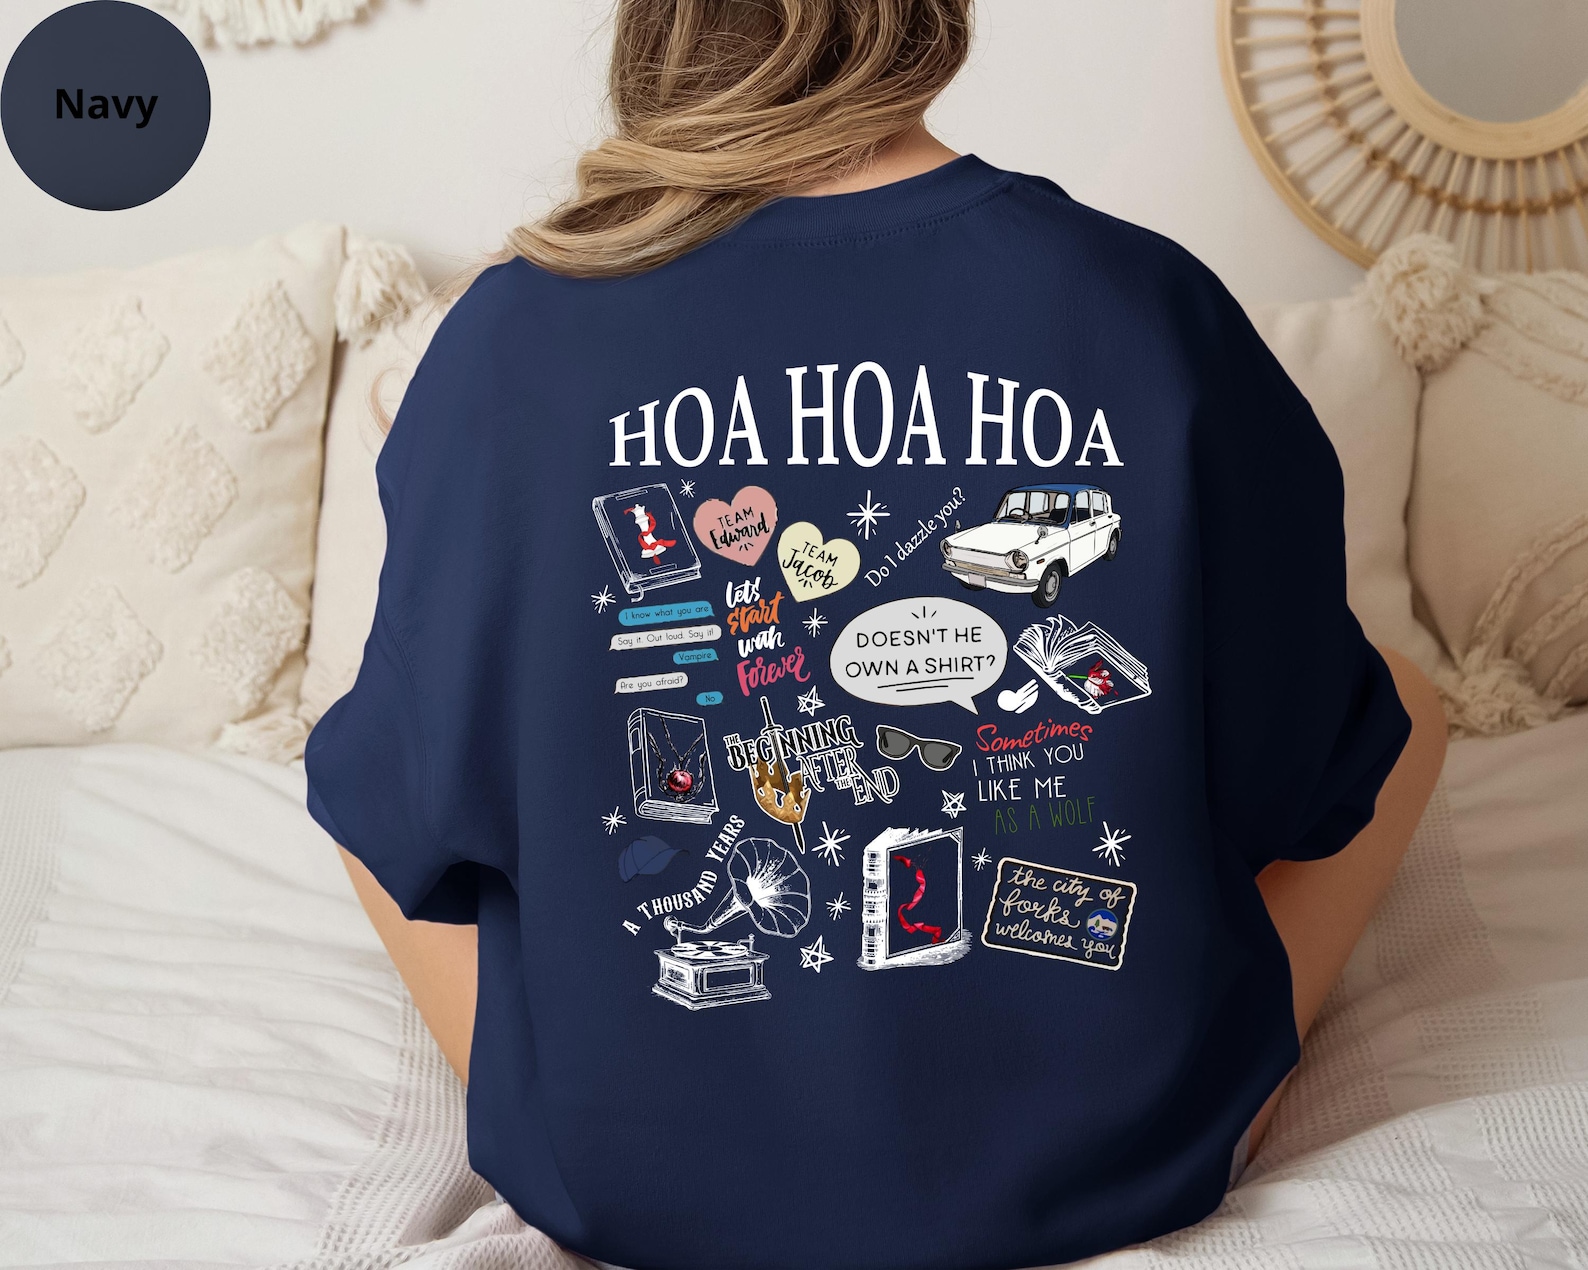 Navy
HOA HOA HOA
TEAM
Edward
TEAM
Jacob
Do I dazzle you?
I know what you are
Say it. Out loud. Say it!
Vampire
Are you afraid?
No
let's
start
with
Forever
DOESN'T HE
OWN A SHIRT?
THE
BEGINNING
AFTER
THE
END
Sometimes
I THINK YOU
LIKE ME
AS A WOLF
A THOUSAND YEARS
the city of
forks
welcomes you